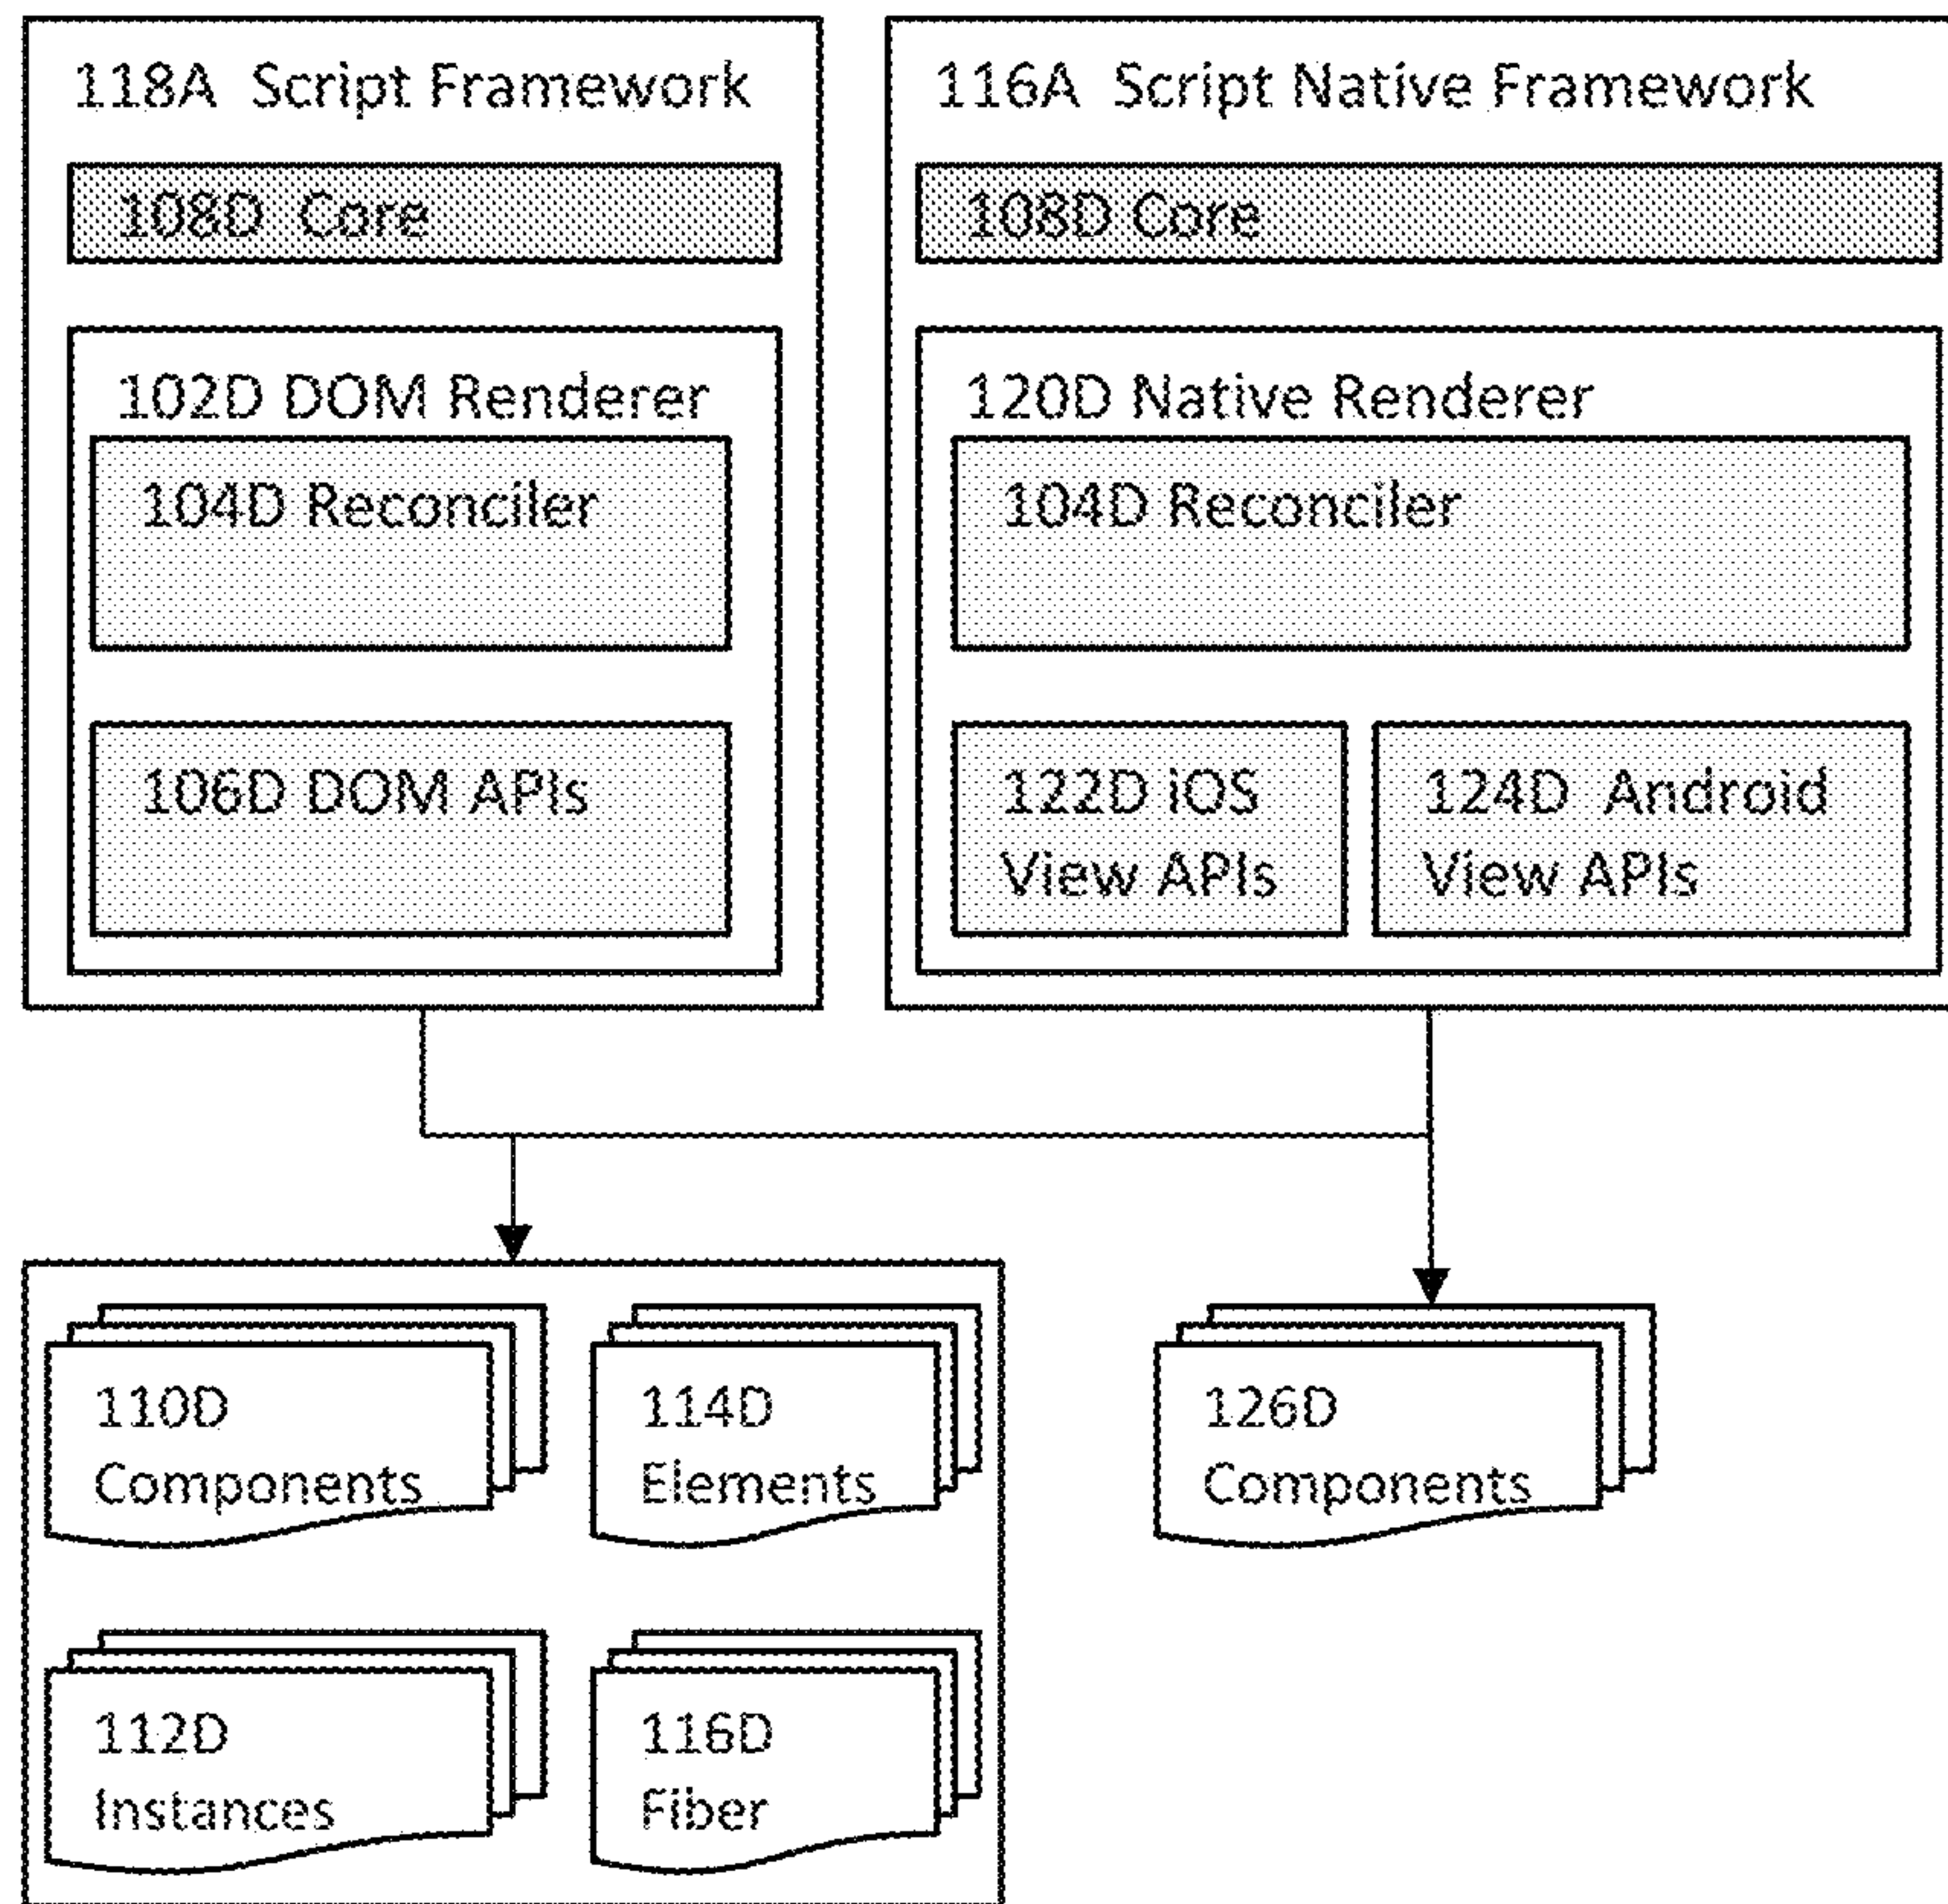 118A Script Framework
108D Core
102D DOM Renderer
104D Reconciler
106D DOM APIs
116A Script Native Framework
108D Core
120D Native Renderer
104D Reconciler
122D iOS
View APIs
124D Android
View APIs
110D
Components
114D
Elements
112D
Instances
116D
Fiber
126D
Components